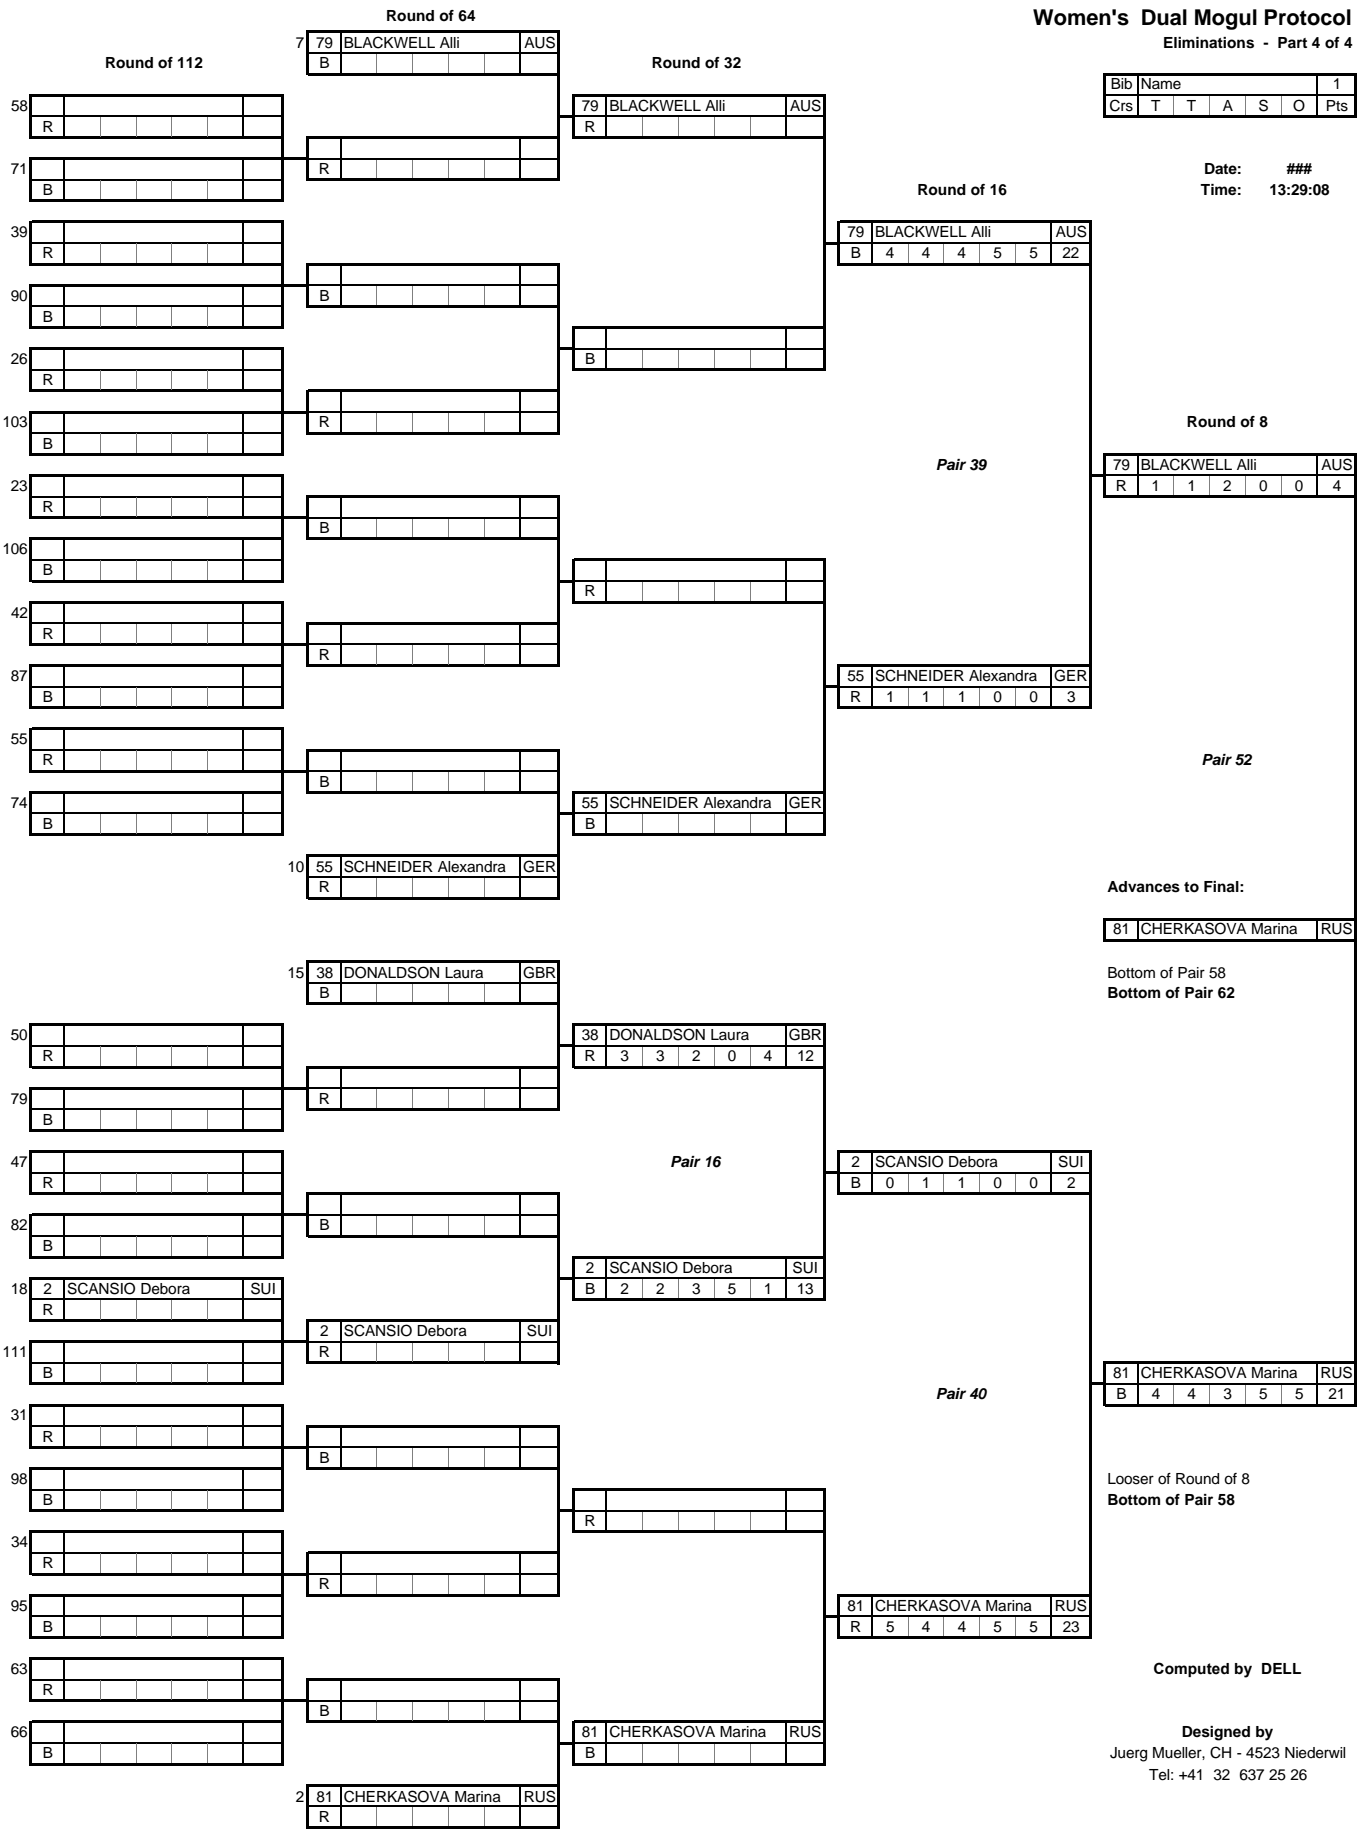 Round of 64
Women's Dual Mogul Protocol
7 79 BLACKWELL Alli AUS
Eliminations - Part 4 of 4
Round of 112
B
Round of 32
Bib Name 1
58
79 BLACKWELL Alli AUS
Crs T T A S O Pts
R
R
71
R
Date: ###
B
Round of 16
Time: 13:29:08
39
79 BLACKWELL Alli AUS
R
B 4 4 4 5 5 22
90
B
B
26
B
R
103
R
Round of 8
B
Pair 39
79 BLACKWELL Alli AUS
23
R 1 1 2 0 0 4
R
B
106
B
R
42
R
R
87
55 SCHNEIDER Alexandra GER
B
R 1 1 1 0 0 3
55
R
Pair 52
B
74
55 SCHNEIDER Alexandra GER
B
B
10 55 SCHNEIDER Alexandra GER
R
Advances to Final:
81 CHERKASOVA Marina RUS
15 38 DONALDSON Laura GBR
Bottom of Pair 58
B
Bottom of Pair 62
50
38 DONALDSON Laura GBR
R
R 3 3 2 0 4 12
79
R
B
47
Pair 16
2 SCANSIO Debora SUI
R
B 0 1 1 0 0 2
82
B
B
2 SCANSIO Debora SUI
18 2 SCANSIO Debora SUI
B 2 2 3 5 1 13
R
2 SCANSIO Debora SUI
111
R
B
81 CHERKASOVA Marina RUS
Pair 40
B 4 4 3 5 5 21
31
R
B
98
Looser of Round of 8
B
Bottom of Pair 58
R
34
R
R
95
81 CHERKASOVA Marina RUS
B
R 5 4 4 5 5 23
63
Computed by DELL
R
B
66
81 CHERKASOVA Marina RUS
Designed by
B
B
Juerg Mueller, CH - 4523 Niederwil
Tel: +41 32 637 25 26
2 81 CHERKASOVA Marina RUS
R